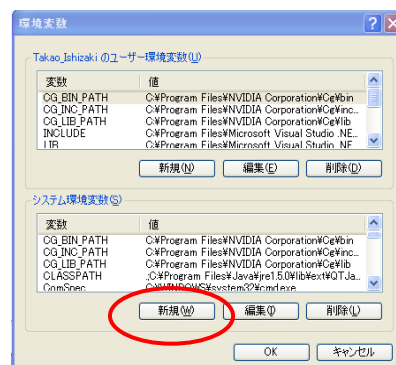 環境変数
Takao_Ishizaki のユーザー環境変数(U)
変数 値
CG_BIN_PATH C:¥Program Files¥NVIDIA Corporation¥Cg¥bin
CG_INC_PATH C:¥Program Files¥NVIDIA Corporation¥Cg¥inc...
CG_LIB_PATH C:¥Program Files¥NVIDIA Corporation¥Cg¥lib
INCLUDE C:¥Program Files¥Microsoft Visual Studio .NE...
LIB C:¥Program Files¥Microsoft Visual Studio .NE...
新規(N) 編集(E) 削除(D)
システム環境変数(S)
変数 値
CG_BIN_PATH C:¥Program Files¥NVIDIA Corporation¥Cg¥bin
CG_INC_PATH C:¥Program Files¥NVIDIA Corporation¥Cg¥inc...
CG_LIB_PATH C:¥Program Files¥NVIDIA Corporation¥Cg¥lib
CLASSPATH .;C:¥Program Files¥Java¥jre1.5.0¥lib¥ext¥QTJa...
ComSpec C:¥WINDOWS¥system32¥cmd.exe
新規(W) 編集(I) 削除(L)
OK キャンセル